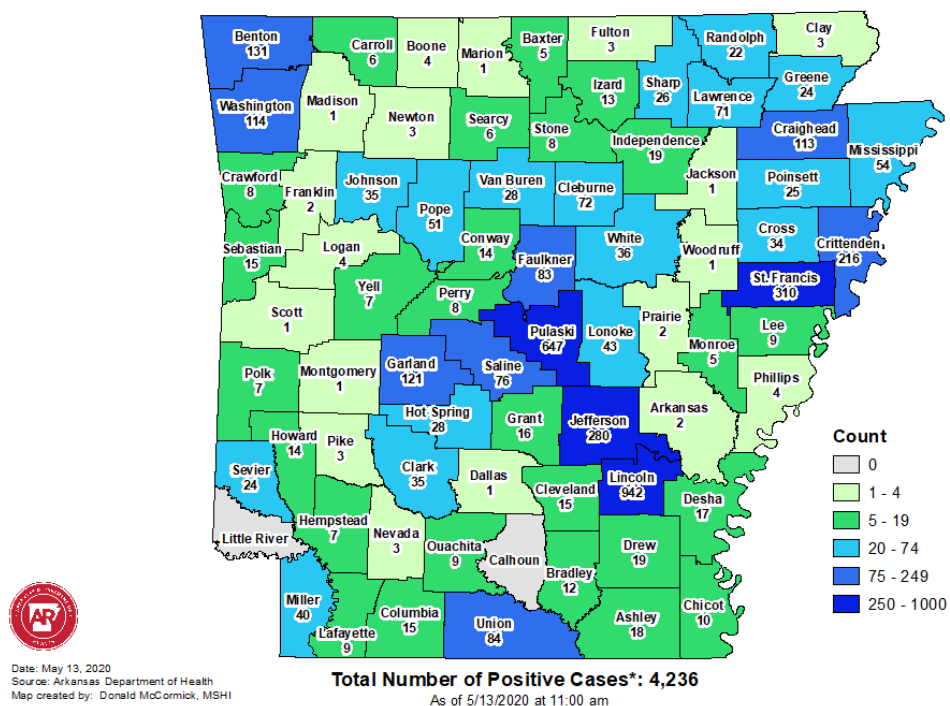 Benton
131
Carroll
6
Boone
4
Marion
1
Baxter
5
Fulton
3
Randolph
22
Clay
3
Washington
114
Madison
1
Newton
3
Searcy
6
Stone
8
Izard
13
Sharp
26
Lawrence
71
Greene
24
Independence
19
Craighead
113
Mississippi
54
Jackson
1
Poinsett
25
Crawford
8
Franklin
2
Johnson
35
Pope
51
Van Buren
28
Cleburne
72
Sebastian
15
Logan
4
Conway
14
Faulkner
83
White
36
Woodruff
1
Cross
34
Crittenden
216
St. Francis
310
Yell
7
Perry
8
Scott
1
Pulaski
647
Lonoke
43
Prairie
2
Monroe
5
Lee
9
Phillips
4
Polk
7
Montgomery
1
Garland
121
Saline
76
Hot Spring
28
Grant
16
Jefferson
280
Arkansas
2
Howard
14
Pike
3
Clark
35
Sevier
24
Dallas
1
Cleveland
15
Lincoln
942
Desha
17
Little River
Hempstead
7
Nevada
3
Ouachita
9
Calhoun
Bradley
12
Drew
19
Miller
40
Lafayette
9
Columbia
15
Union
84
Ashley
18
Chicot
10
Count
0
1 - 4
5 - 19
20 - 74
75 - 249
250 - 1000
AR
Date: May 13, 2020
Source: Arkansas Department of Health
Map created by: Donald McCormick, MSHI
Total Number of Positive Cases*: 4,236
As of 5/13/2020 at 11:00 am